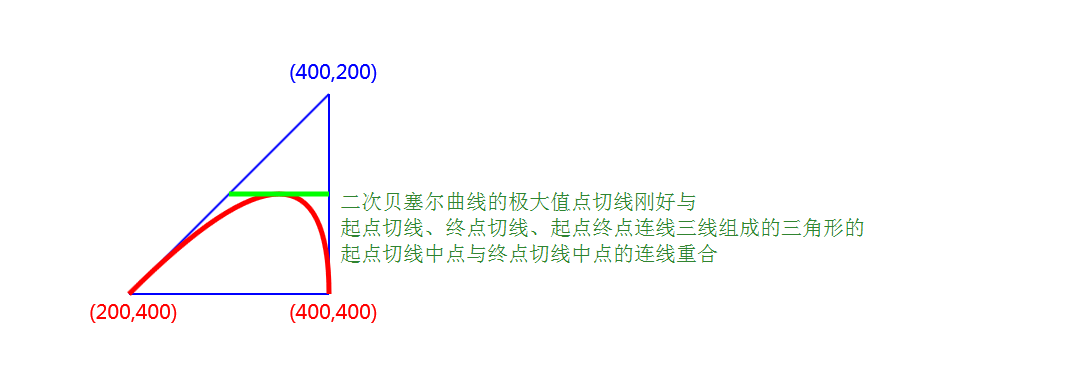 (400,200)
二次贝塞尔曲线的极大值点切线刚好与
起点切线、终点切线、起点终点连线三线组成的三角形的
起点切线中点与终点切线中点的连线重合
(200,400)
(400,400)